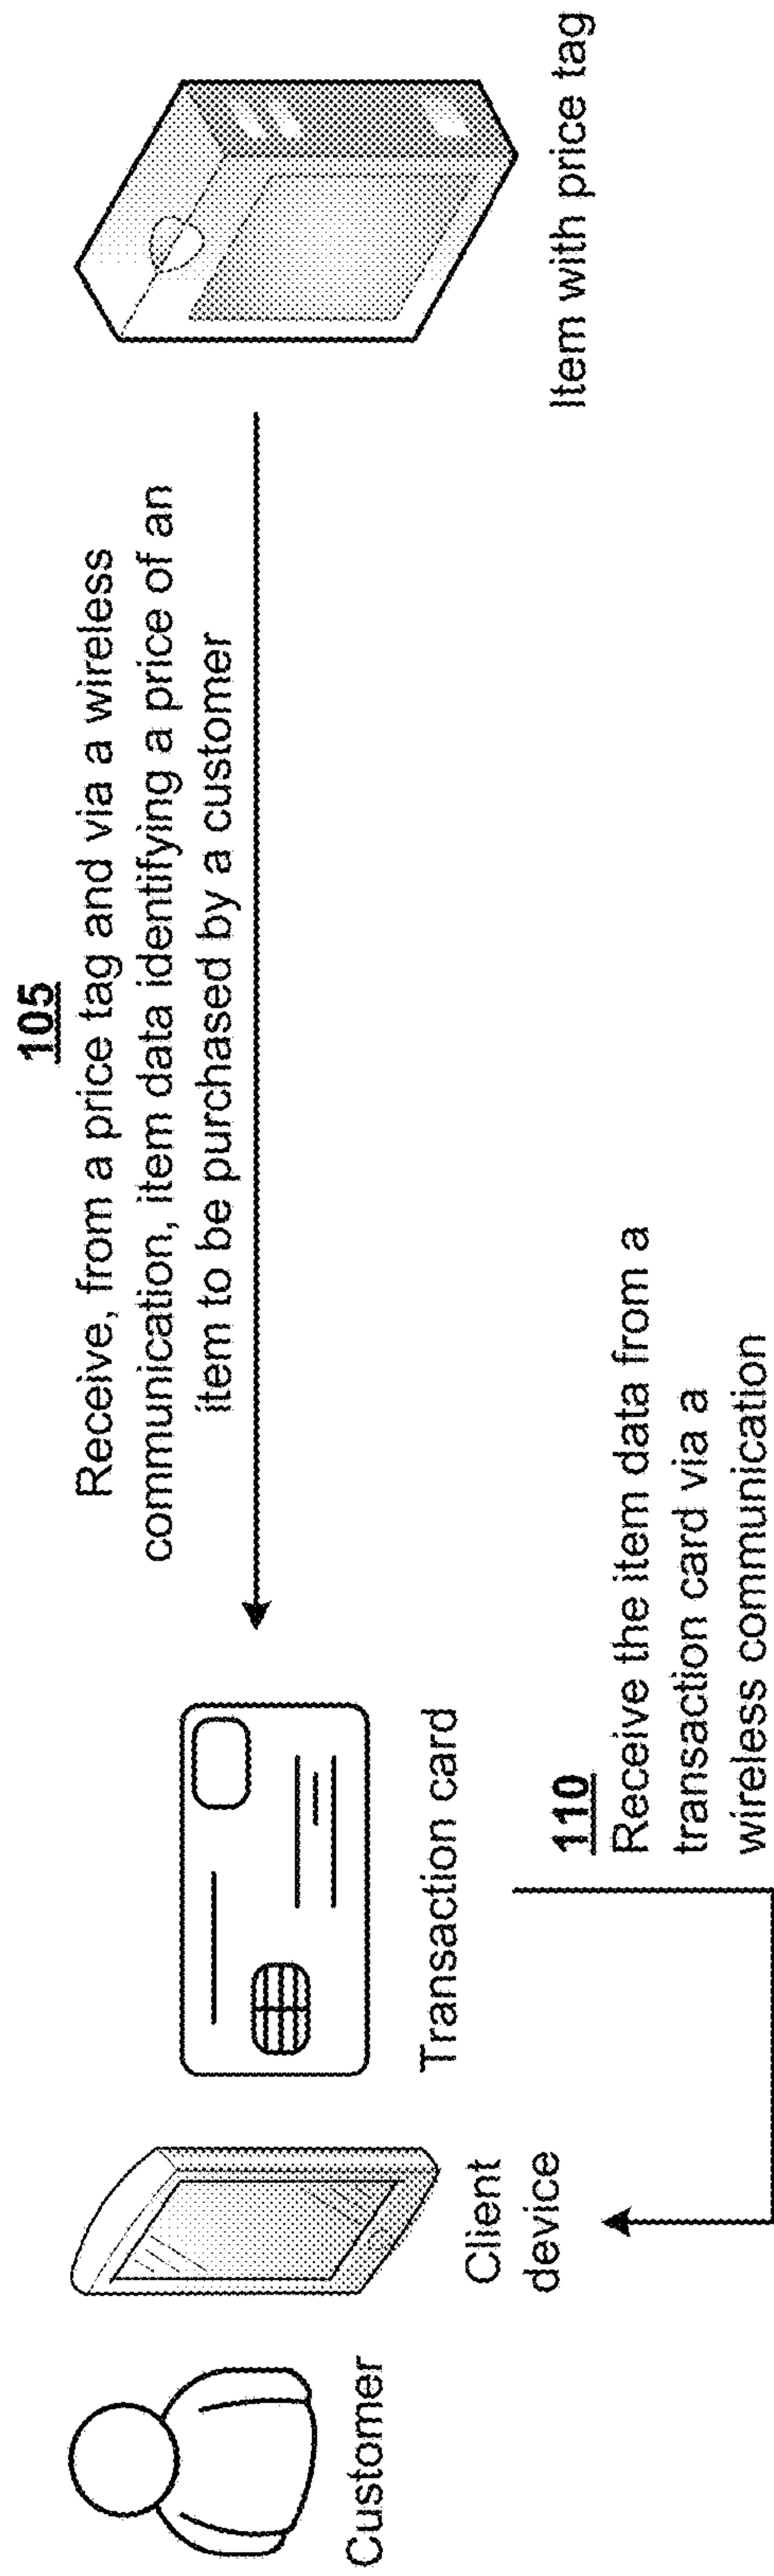 105
Receive, from a price tag and via a wireless
communication, item data identifying a price of an
item to be purchased by a customer
Customer
Client
device
Transaction card
Item with price tag
110
Receive the item data from a
transaction card via a
wireless communication